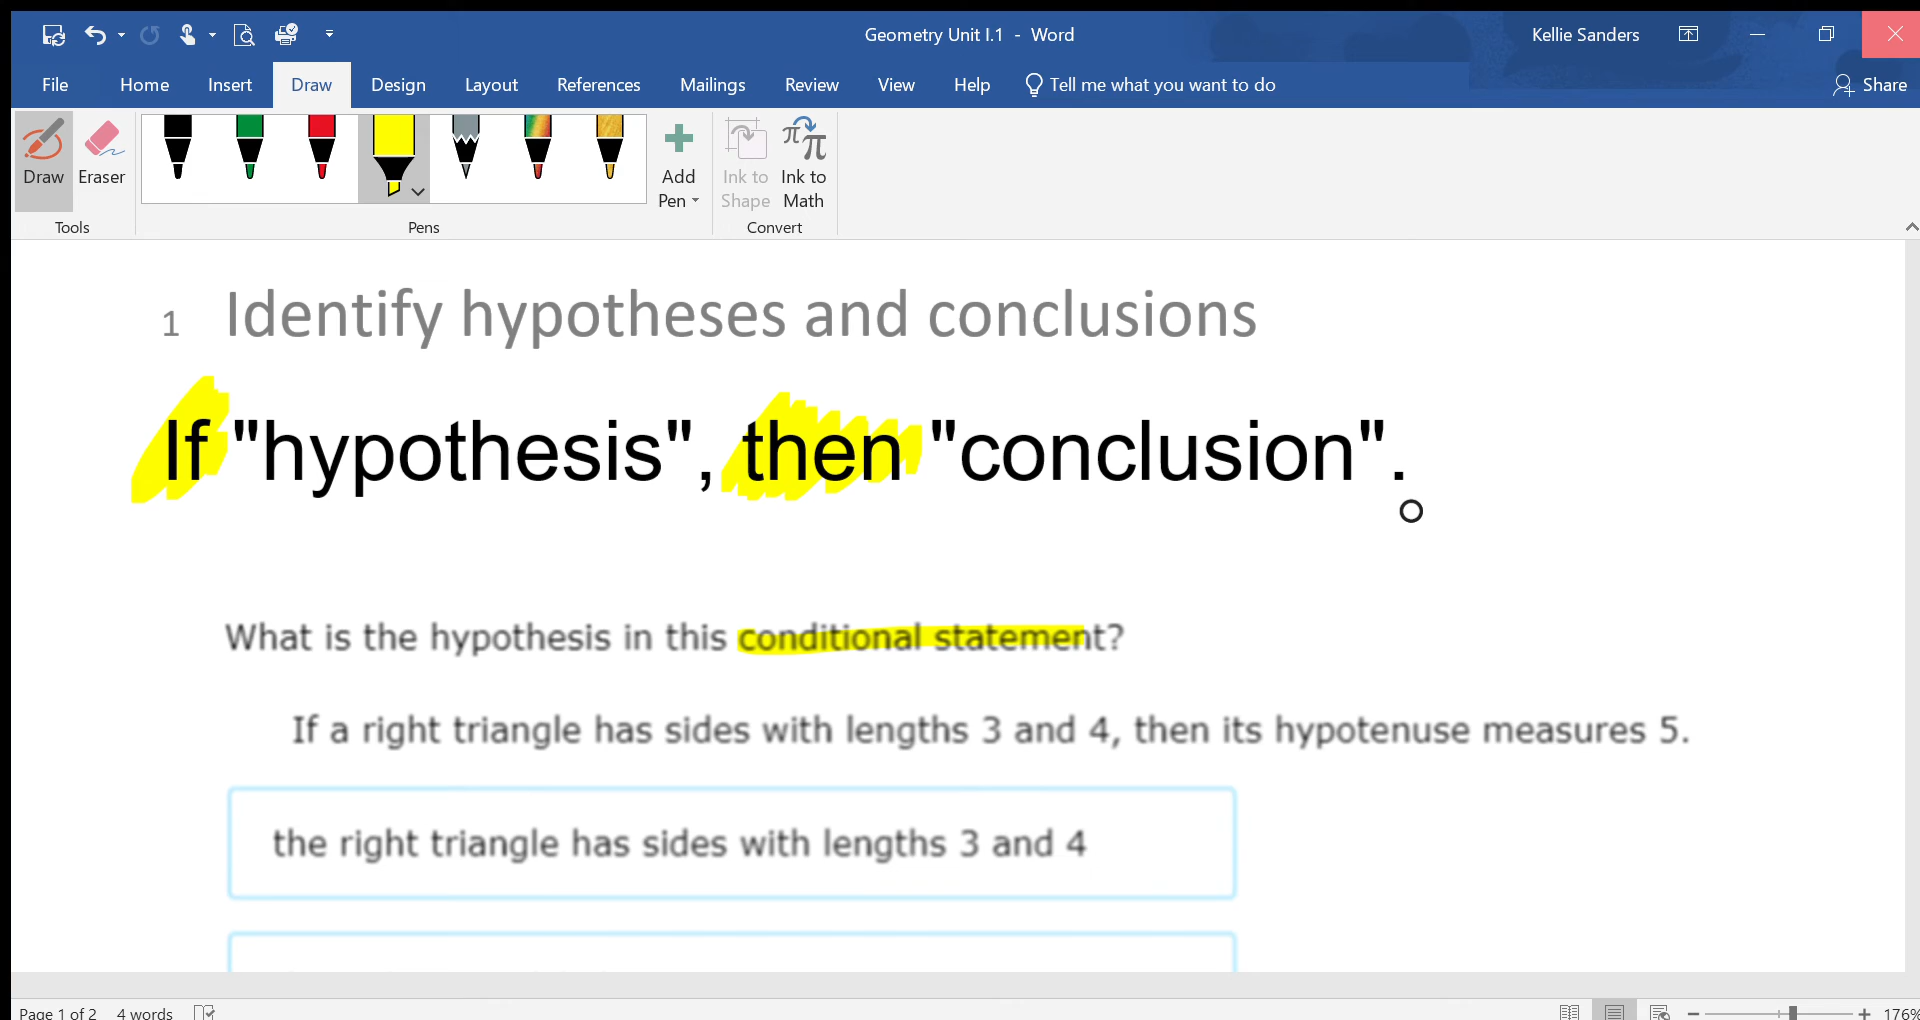 Geometry Unit I.1 - Word
Kellie Sanders
File Home Insert Draw Design Layout References Mailings Review View Help Tell me what you want to do Share
Draw Eraser Add Pen Ink to Shape Ink to Math
Tools Pens Convert
1 Identify hypotheses and conclusions
If "hypothesis", then "conclusion".
What is the hypothesis in this conditional statement?
If a right triangle has sides with lengths 3 and 4, then its hypotenuse measures 5.
the right triangle has sides with lengths 3 and 4
Page 1 of 2 4 words 176%